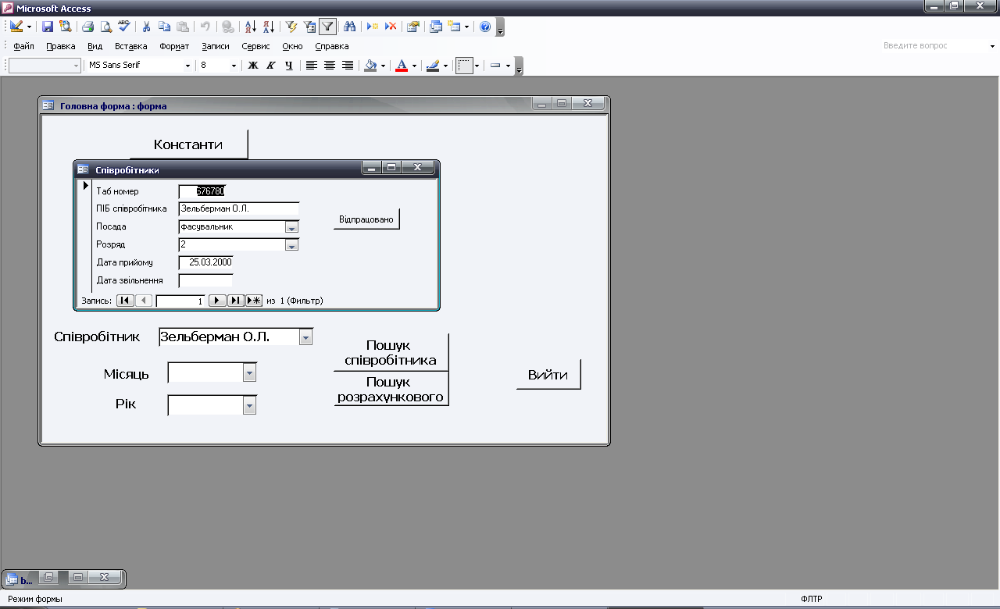 Microsoft Access
Файл Правка Вид Вставка Формат Записи Сервис Окно Справка
Введите вопрос
MS Sans Serif 8 Ж К Ч
Головна форма : форма
Константи
Співробітники
Таб номер 676780
ПІБ співробітника Зельберман О.Л.
Відпрацовано
Посада фасувальник
Розряд 2
Дата прийому 25.03.2000
Дата звільнення
Запись: 1 из 1 (Фильтр)
Співробітник Зельберман О.Л.
Пошук
співробітника
Місяць
Вийти
Пошук
розрахункового
Рік
b...
Режим формы
ФЛТР